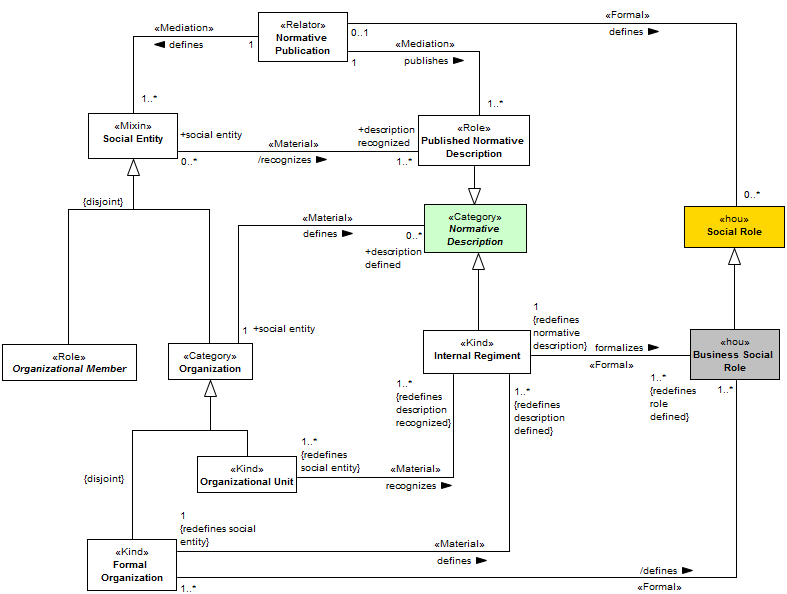 «Relator»
Normative
Publication
«Mediation»
defines
1
1..*
0..1
«Formal»
defines
0..*
1
«Mediation»
publishes
1..*
«Mixin»
Social Entity
+social entity
0..*
«Material»
/recognizes
+description
recognized
1..*
«Role»
Published Normative
Description
{disjoint}
«Material»
defines
0..*
+description
defined
1
+social entity
«Category»
Normative
Description
«hou»
Social Role
«Role»
Organizational Member
«Category»
Organization
«Kind»
Internal Regiment
1
{redefines
normative
description}
formalizes
«Formal»
1..*
{redefines
role
defined}
«hou»
Business Social
Role
1..*
1..*
{redefines
description
recognized}
1..*
{redefines
description
defined}
1..*
{redefines
social entity}
«Kind»
Organizational Unit
«Material»
recognizes
{disjoint}
1
{redefines social
entity}
«Kind»
Formal
Organization
«Material»
defines
1..*
/defines
«Formal»